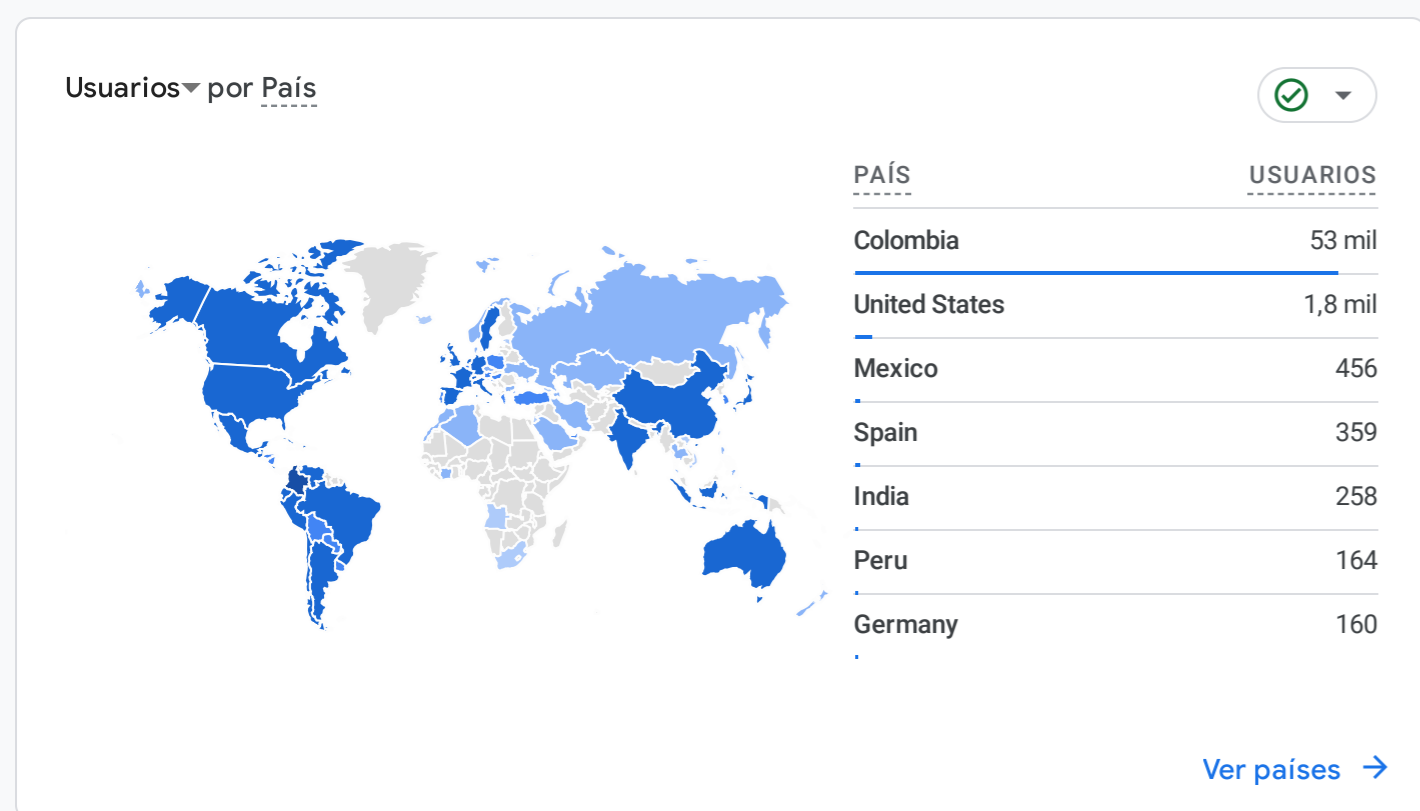 Usuarios por País
PAÍS USUARIOS
Colombia 53 mil
United States 1,8 mil
Mexico 456
Spain 359
India 258
Peru 164
Germany 160
Ver países